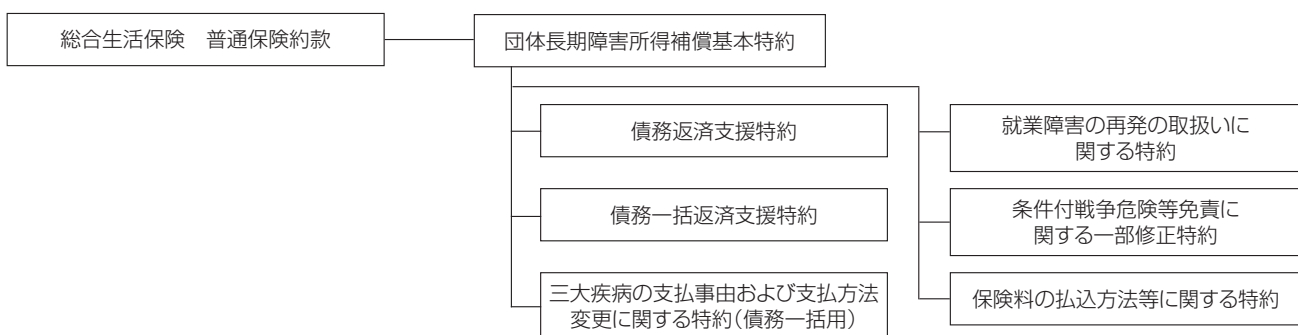 総合生活保険　普通保険約款
団体長期障害所得補償基本特約
債務返済支援特約
債務一括返済支援特約
三大疾病の支払事由および支払方法
変更に関する特約(債務一括用)
就業障害の再発の取扱いに
関する特約
条件付戦争危険等免責に
関する一部修正特約
保険料の払込方法等に関する特約